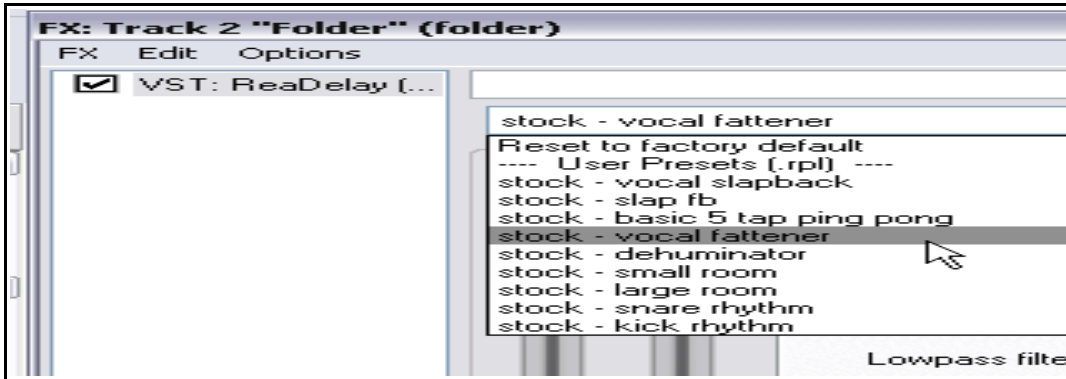 FX: Track 2 "Folder" (folder)
FX Edit Options
VST: ReaDelay (...
stock - vocal fattener
Reset to factory default
---- User Presets (.rpl) ----
stock - vocal slapback
stock - slap fb
stock - basic 5 tap ping pong
stock - vocal fattener
stock - dehuminator
stock - small room
stock - large room
stock - snare rhythm
stock - kick rhythm
Lowpass filte